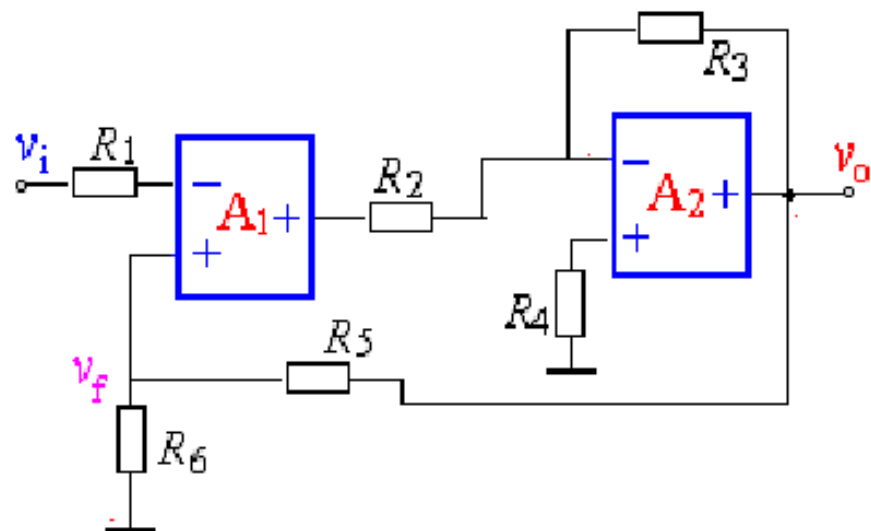 R3
vi
R1
−
A1
+
+
R2
−
A2
+
+
vo
R4
R5
vf
R6